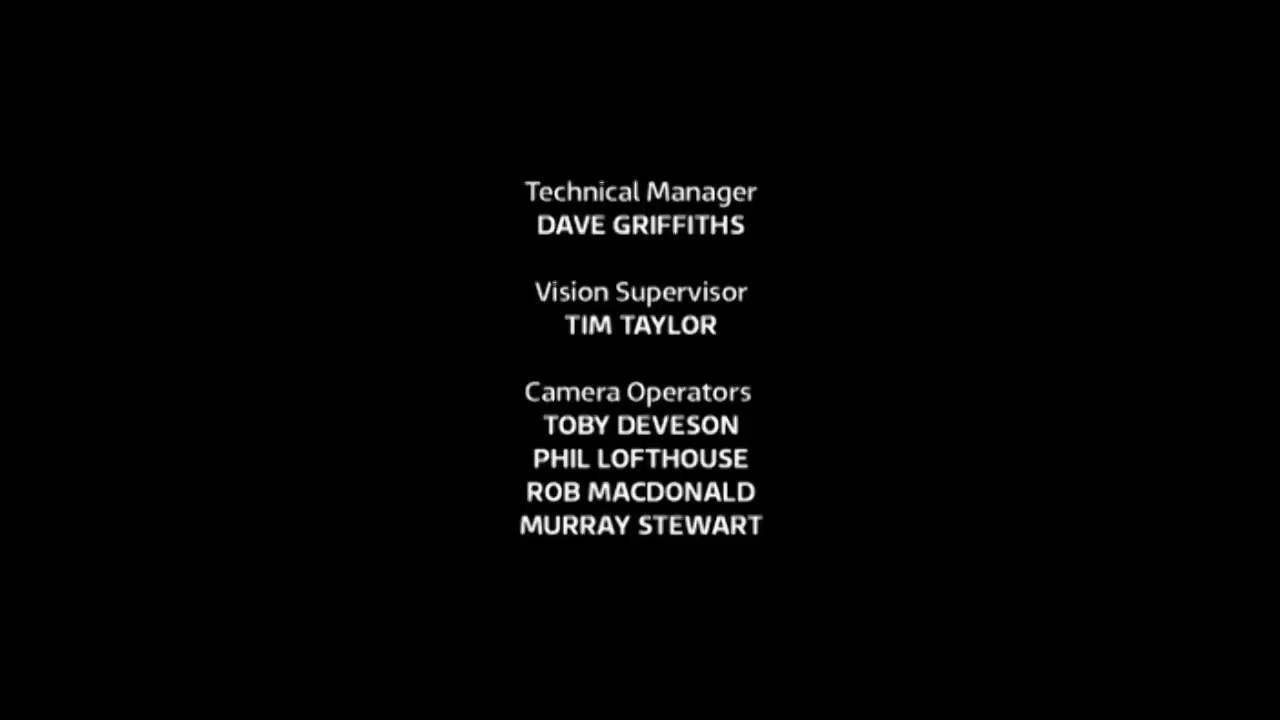 Technical Manager
DAVE GRIFFITHS
Vision Supervisor
TIM TAYLOR
Camera Operators
TOBY DEVESON
PHIL LOFTHOUSE
ROB MACDONALD
MURRAY STEWART